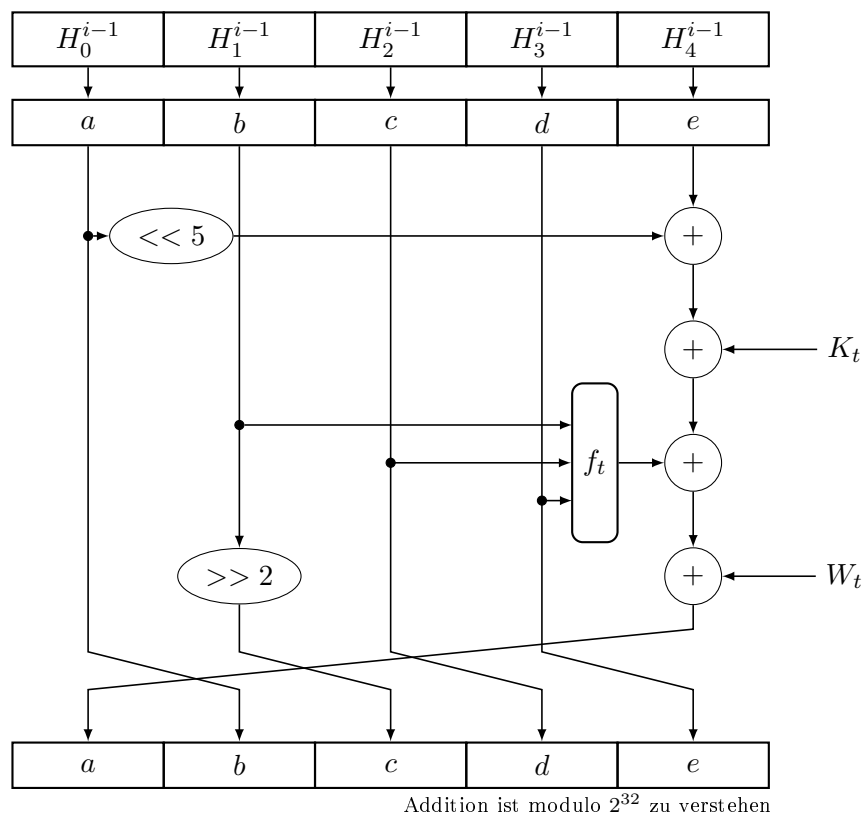 H_0^{i-1} H_1^{i-1} H_2^{i-1} H_3^{i-1} H_4^{i-1}
a b c d e
<< 5 +
+ K_t
f_t +
>> 2 + W_t
a b c d e
Addition ist modulo 2^{32} zu verstehen